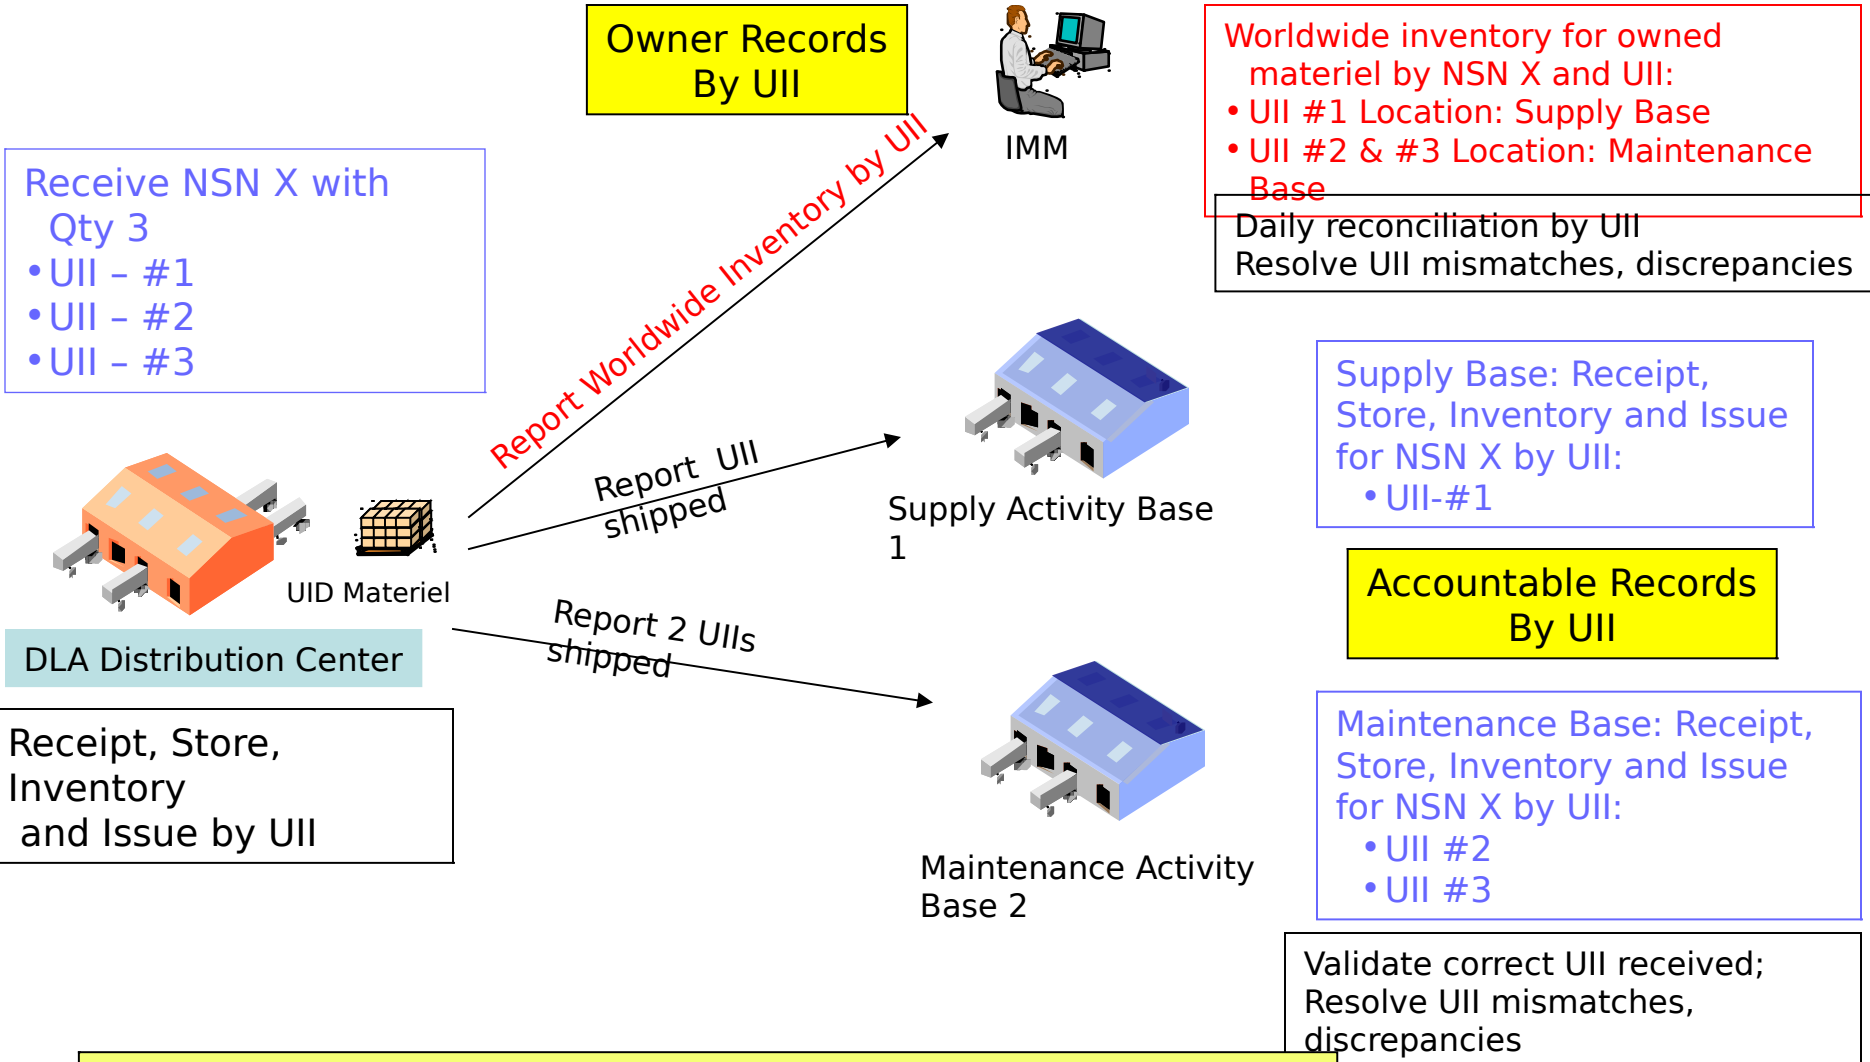 Owner Records
By UII
IMM
Worldwide inventory for owned
materiel by NSN X and UII:
• UII #1 Location: Supply Base
• UII #2 & #3 Location: Maintenance
Base
Daily reconciliation by UII
Resolve UII mismatches, discrepancies
Receive NSN X with
Qty 3
• UII – #1
• UII – #2
• UII – #3
Report Worldwide Inventory by UII
Report  UII
shipped
Supply Activity Base
1
Supply Base: Receipt,
Store, Inventory and Issue
for NSN X by UII:
• UII-#1
UID Materiel
DLA Distribution Center
Report 2 UIIs
shipped
Accountable Records
By UII
Receipt, Store,
Inventory
and Issue by UII
Maintenance Activity
Base 2
Maintenance Base: Receipt,
Store, Inventory and Issue
for NSN X by UII:
• UII #2
• UII #3
Validate correct UII received;
Resolve UII mismatches,
discrepancies